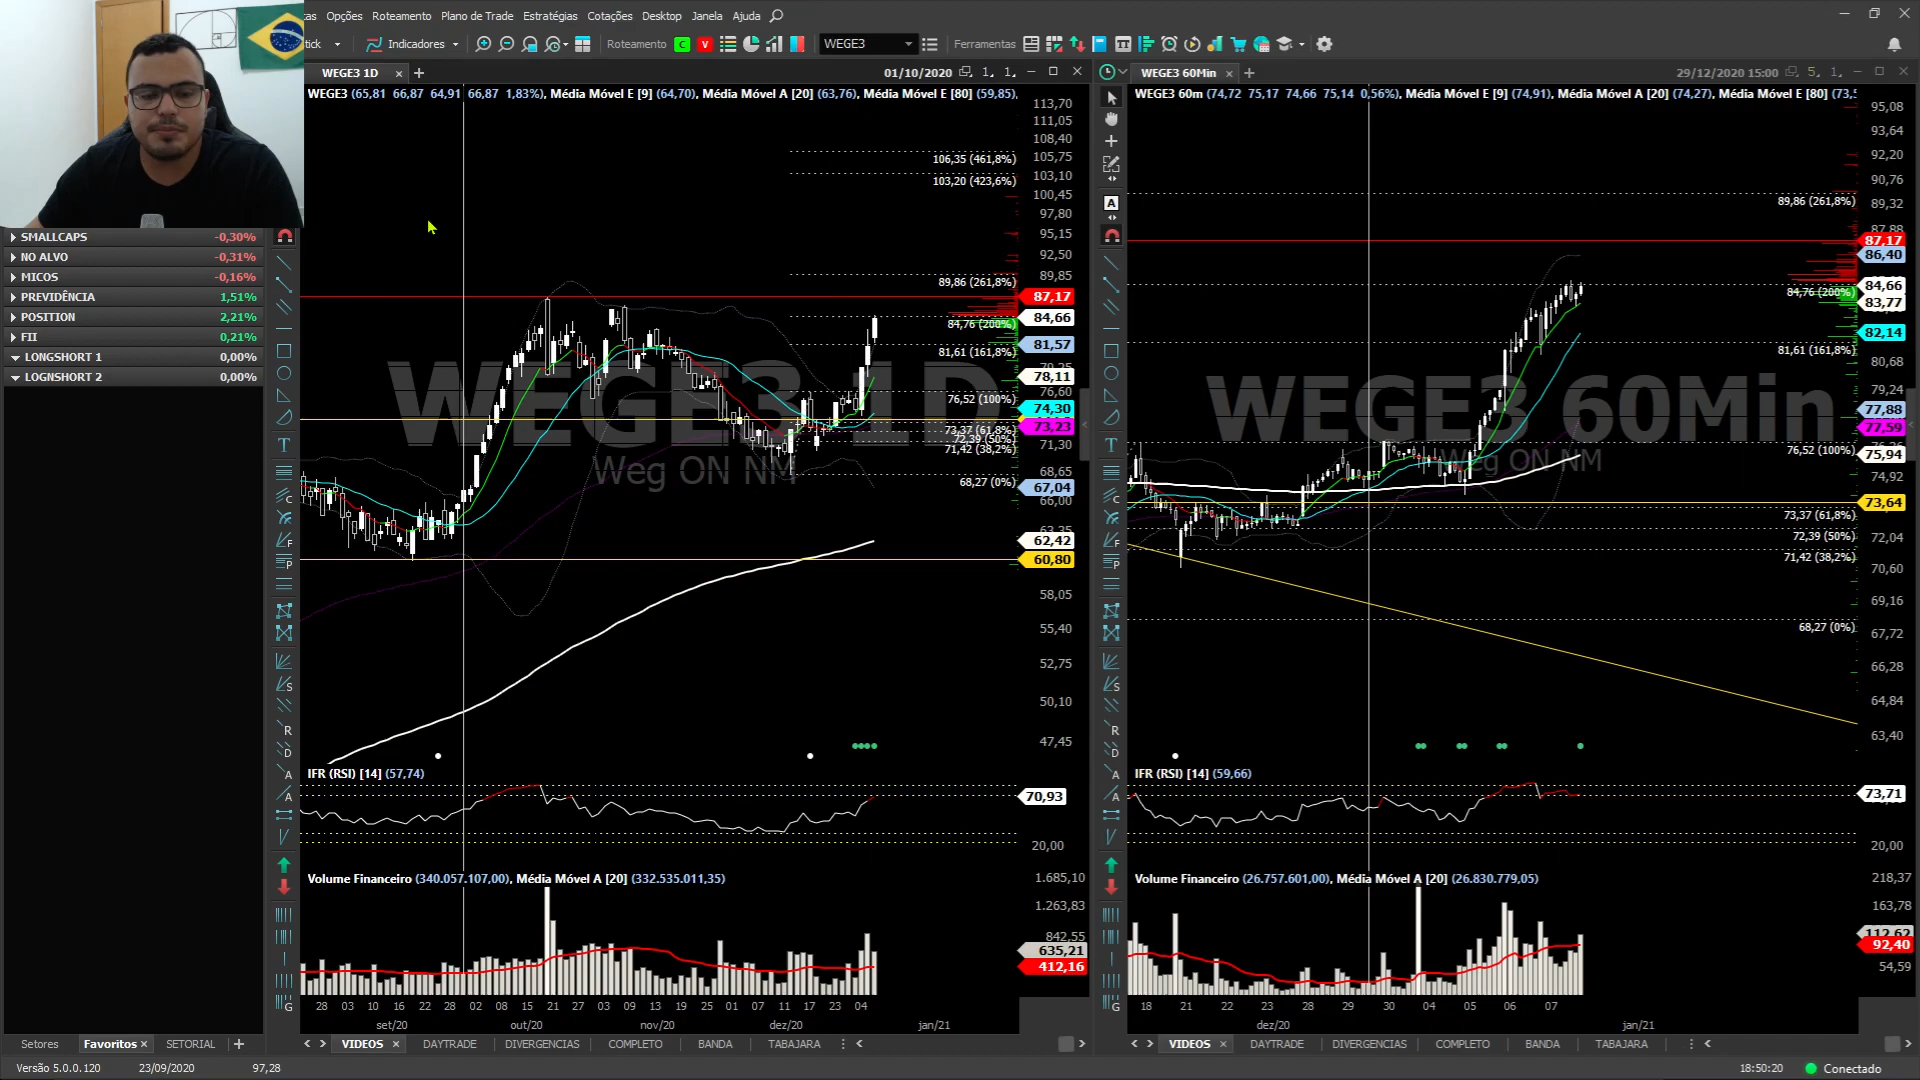 tas Opções Roteamento Plano de Trade Estratégias Cotações Desktop Janela Ajuda
tick Indicadores Roteamento C V WEGE3 Ferramentas
WEGE3 1D 01/10/2020 1 1
WEGE3 60Min 29/12/2020 15:00 5 1
WEGE3 (65,81 66,87 64,91 66,87 1,83%), Média Móvel E [9] (64,70), Média Móvel A [20] (63,76), Média Móvel E [80] (59,85),
113,70
111,05
108,40
105,75
103,10
100,45
97,80
95,15
92,50
89,85
87,17
84,66
81,57
78,11
76,60
74,30
73,23
71,30
68,65
67,04
66,00
63,35
62,42
60,80
58,05
55,40
52,75
50,10
47,45
106,35 (461,8%)
103,20 (423,6%)
89,86 (261,8%)
84,76 (200%)
81,61 (161,8%)
76,52 (100%)
73,37 (61,8%)
72,39 (50%)
71,42 (38,2%)
68,27 (0%)
WEGE3 1D
Weg ON NM
SMALLCAPS -0,30%
NO ALVO -0,31%
MICOS -0,16%
PREVIDÊNCIA 1,51%
POSITION 2,21%
FII 0,21%
LONGSHORT 1 0,00%
LOGNSHORT 2 0,00%
IFR (RSI) [14] (57,74)
70,93
20,00
Volume Financeiro (340.057.107,00), Média Móvel A [20] (332.535.011,35)
1.685,10
1.263,83
842,55
635,21
412,16
28 03 10 16 22 28 02 08 15 21 27 03 09 13 19 25 01 07 11 17 23 04
set/20 out/20 nov/20 dez/20 jan/21
VIDEOS DAYTRADE DIVERGENCIAS COMPLETO BANDA TABAJARA
WEGE3 60m (74,72 75,17 74,66 75,14 0,56%), Média Móvel E [9] (74,91), Média Móvel A [20] (74,27), Média Móvel E [80] (73,5
95,08
93,64
92,20
90,76
89,32
87,88
87,17
86,40
84,66
83,77
82,14
80,68
79,24
77,88
77,59
75,94
74,92
73,64
72,04
70,60
69,16
67,72
66,28
64,84
63,40
89,86 (261,8%)
84,76 (200%)
81,61 (161,8%)
76,52 (100%)
73,37 (61,8%)
72,39 (50%)
71,42 (38,2%)
68,27 (0%)
WEGE3 60Min
Weg ON NM
IFR (RSI) [14] (59,66)
73,71
20,00
Volume Financeiro (26.757.601,00), Média Móvel A [20] (26.830.779,05)
218,37
163,78
112,62
92,40
54,59
18 21 22 23 28 29 30 04 05 06 07
dez/20 jan/21
VIDEOS DAYTRADE DIVERGENCIAS COMPLETO BANDA TABAJARA
Setores Favoritos SETORIAL
Versão 5.0.0.120 23/09/2020 97,28 18:50:20 Conectado